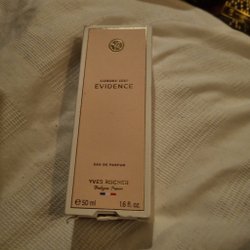 COMME UNE
EVIDENCE
EAU DE PARFUM
YVES ROCHER
50 ml
1.6 fl. oz.